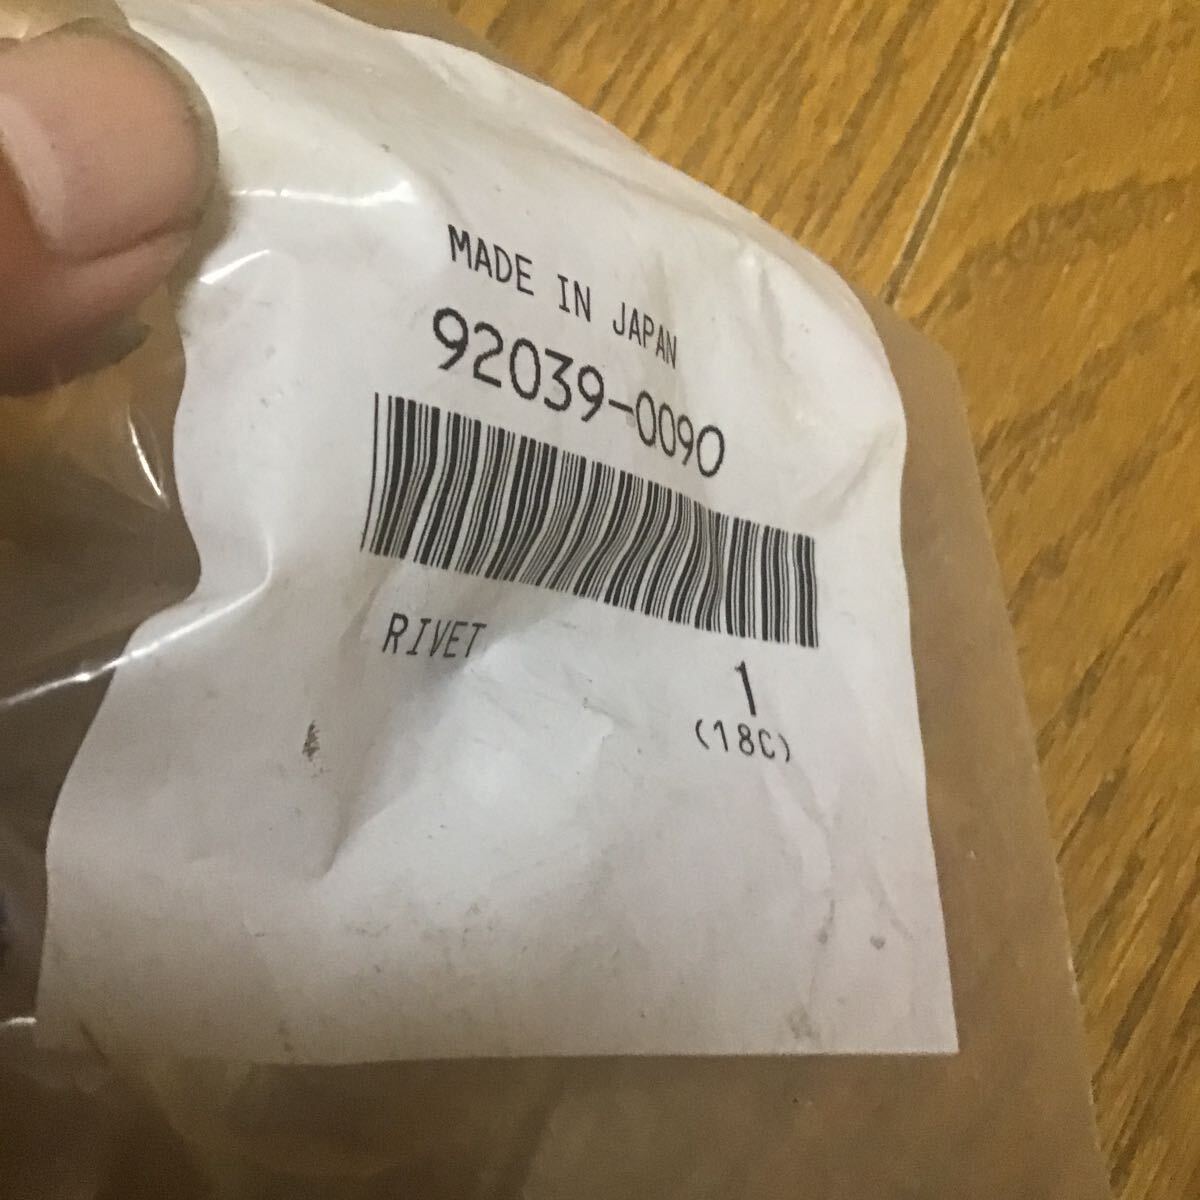 MADE IN JAPAN
92039-0090
RIVET
1
(18C)